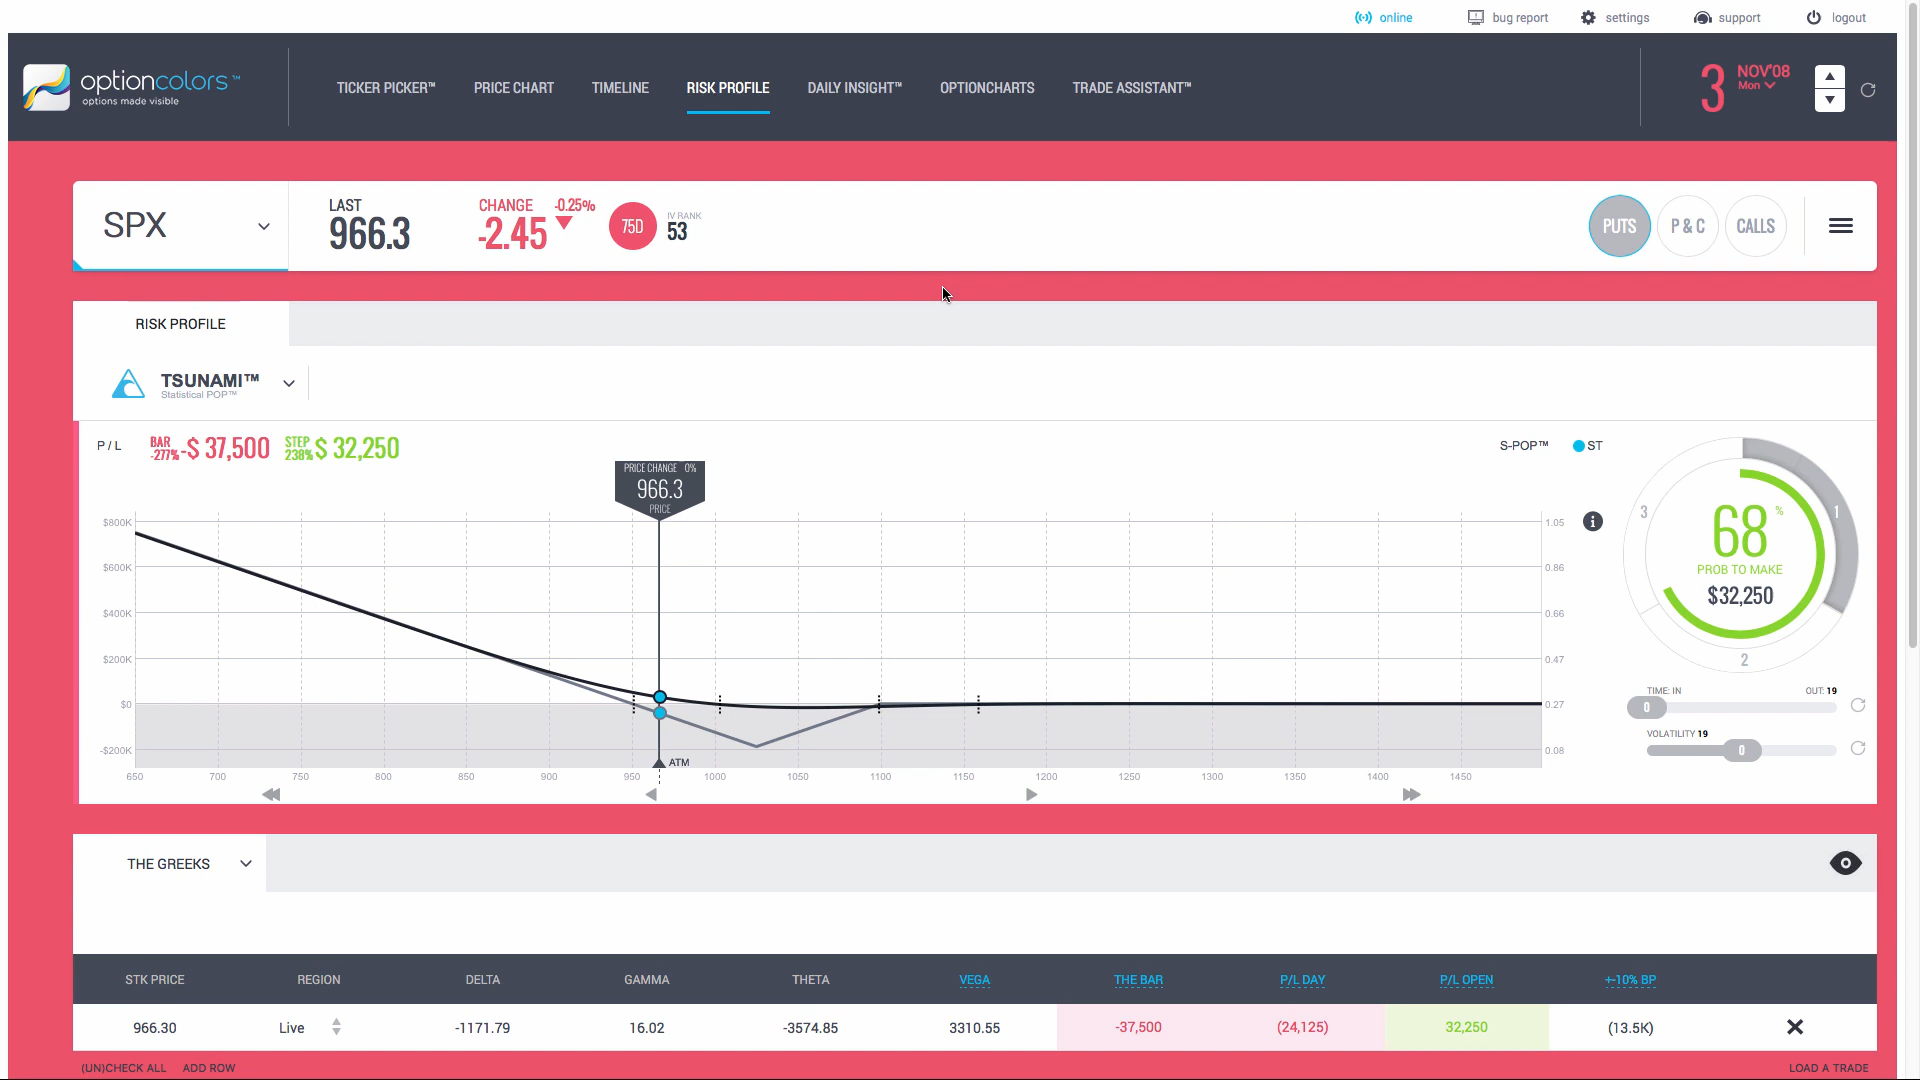 online bug report settings support logout
optioncolors™
options made visible
TICKER PICKER™ PRICE CHART TIMELINE RISK PROFILE DAILY INSIGHT™ OPTIONCHARTS TRADE ASSISTANT™
3 NOV'08
Mon
SPX
LAST
966.3
CHANGE -0.25%
-2.45
75D
IV RANK
53
PUTS P & C CALLS
RISK PROFILE
TSUNAMI™
Statistical POP™
P / L
BAR
-277%
-$ 37,500
STEP
238%
$ 32,250
S-POP™ ST
PRICE CHANGE 0%
966.3
PRICE
$800K
$600K
$400K
$200K
$0
-$200K
1.05
0.86
0.66
0.47
0.27
0.08
ATM
650 700 750 800 850 900 950 1000 1050 1100 1150 1200 1250 1300 1350 1400 1450
i
1
2
3
68 %
PROB TO MAKE
$32,250
TIME: IN OUT: 19
0
VOLATILITY 19
0
THE GREEKS
STK PRICE REGION DELTA GAMMA THETA VEGA THE BAR P/L DAY P/L OPEN +-10% BP
966.30 Live -1171.79 16.02 -3574.85 3310.55 -37,500 (24,125) 32,250 (13.5K)
(UN)CHECK ALL ADD ROW LOAD A TRADE